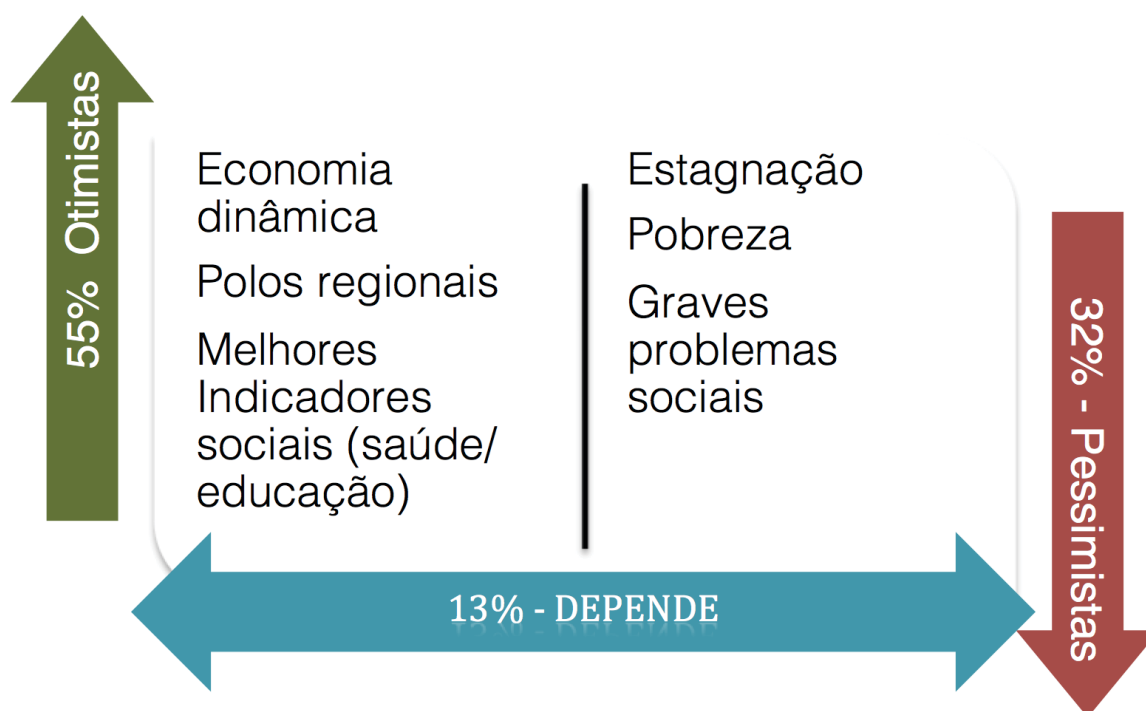 55% Otimistas
Economia
dinâmica
Polos regionais
Melhores
Indicadores
sociais (saúde/
educação)
Estagnação
Pobreza
Graves
problemas
sociais
32% - Pessimistas
13% - DEPENDE